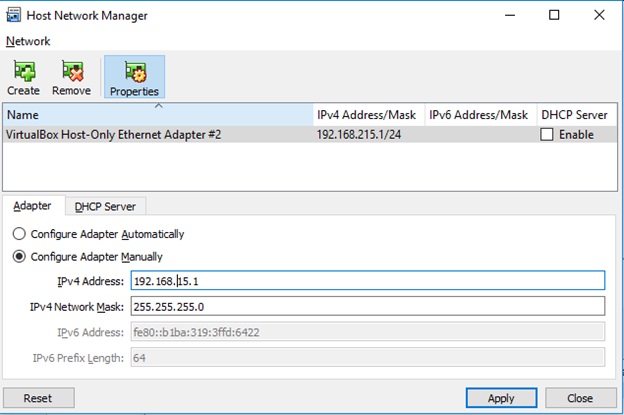 Host Network Manager
Network
Create Remove Properties
Name IPv4 Address/Mask IPv6 Address/Mask DHCP Server
VirtualBox Host-Only Ethernet Adapter #2 192.168.215.1/24 Enable
Adapter DHCP Server
Configure Adapter Automatically
Configure Adapter Manually
IPv4 Address: 192.168.15.1
IPv4 Network Mask: 255.255.255.0
IPv6 Address: fe80::b1ba:319:3ffd:6422
IPv6 Prefix Length: 64
Reset Apply Close